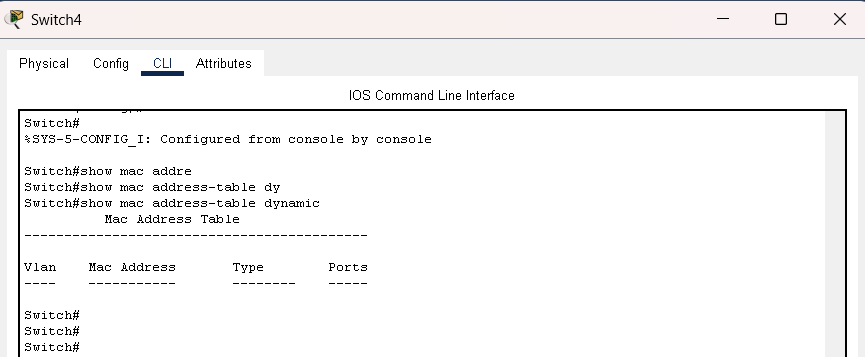 Switch4
Physical Config CLI Attributes
IOS Command Line Interface
Switch#
%SYS-5-CONFIG_I: Configured from console by console
Switch#show mac addre
Switch#show mac address-table dy
Switch#show mac address-table dynamic
Mac Address Table
-------------------------------------------
Vlan Mac Address Type Ports
---- ----------- -------- -----
Switch#
Switch#
Switch#